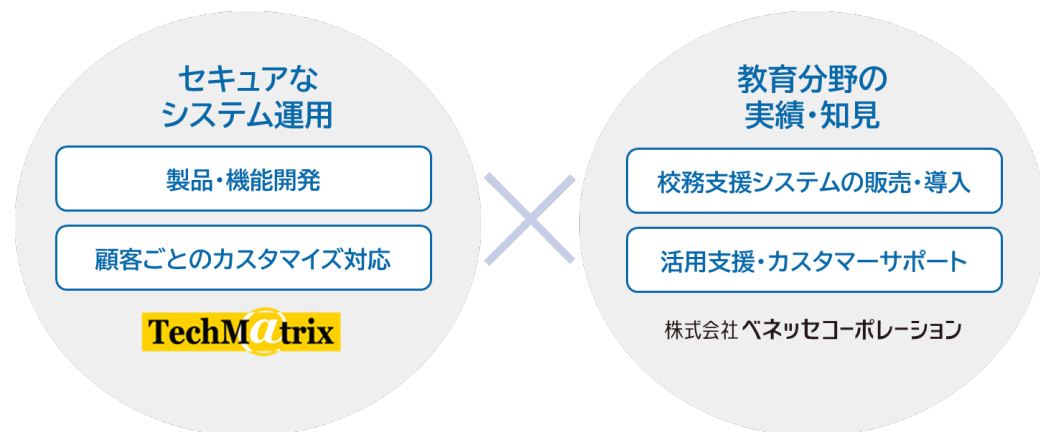 セキュアな
システム運用
製品・機能開発
顧客ごとのカスタマイズ対応
TechM@trix
教育分野の
実績・知見
校務支援システムの販売・導入
活用支援・カスタマーサポート
株式会社ベネッセコーポレーション